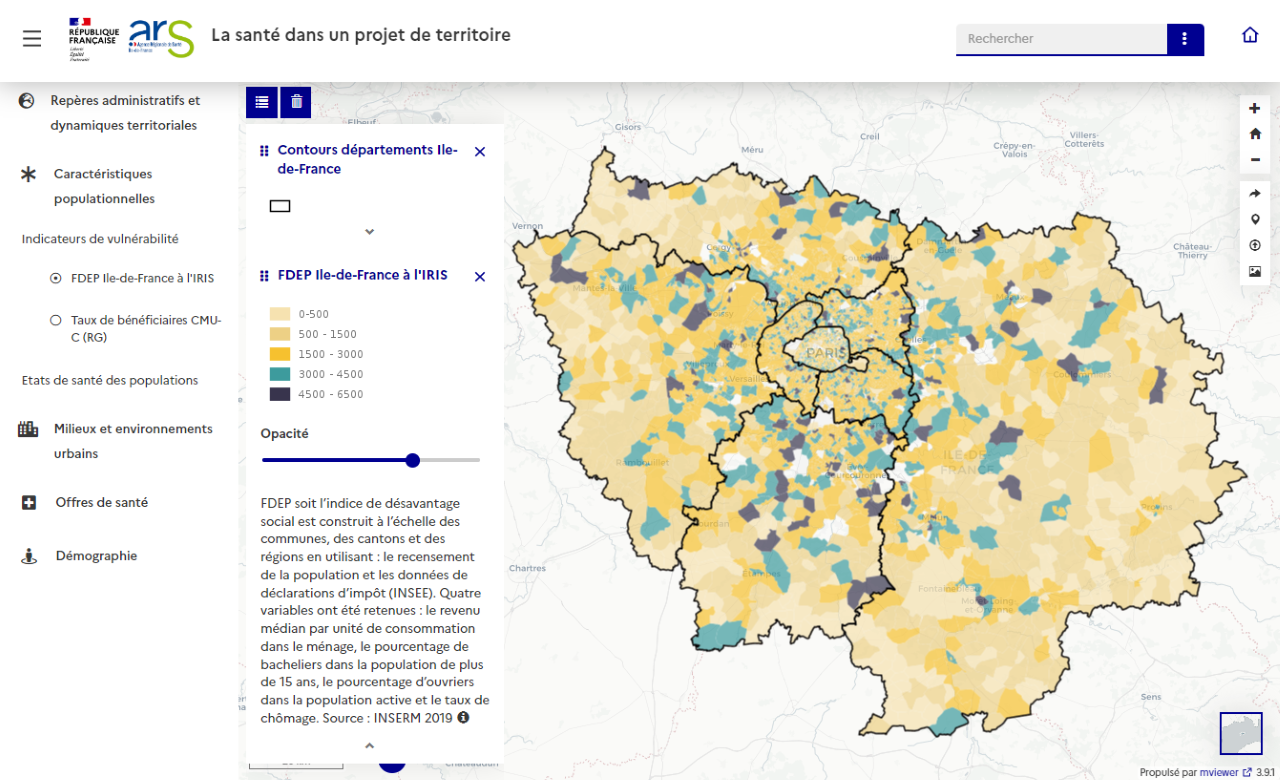 RÉPUBLIQUE
FRANÇAISE
Liberté
Égalité
Fraternité
ars
Agence Régionale de Santé
Ile-de-France
La santé dans un projet de territoire
Rechercher
Repères administratifs et
dynamiques territoriales
Caractéristiques
populationnelles
Indicateurs de vulnérabilité
FDEP Ile-de-France à l'IRIS
Taux de bénéficiaires CMU-
C (RG)
Etats de santé des populations
Milieux et environnements
urbains
Offres de santé
Démographie
Contours départements Ile-
de-France
FDEP Ile-de-France à l'IRIS
0-500
500 - 1500
1500 - 3000
3000 - 4500
4500 - 6500
Opacité
FDEP soit l'indice de désavantage
social est construit à l'échelle des
communes, des cantons et des
régions en utilisant : le recensement
de la population et les données de
déclarations d'impôt (INSEE). Quatre
variables ont été retenues : le revenu
médian par unité de consommation
dans le ménage, le pourcentage de
bacheliers dans la population de plus
de 15 ans, le pourcentage d'ouvriers
dans la population active et le taux de
chômage. Source : INSERM 2019
Elbeuf
Gisors
Méru
Creil
Crépy-en-
Valois
Villers-
Cotterêts
Vernon
Château-
Thierry
Mantes-la-Ville
PARIS
Versailles
Coulommiers
Rambouillet
ILE-DE-
FRANCE
Melun
Provins
Dourdan
Étampes
Chartres
Fontainebleau
Sens
Châteaudun
Propulsé par mviewer 3.9.1